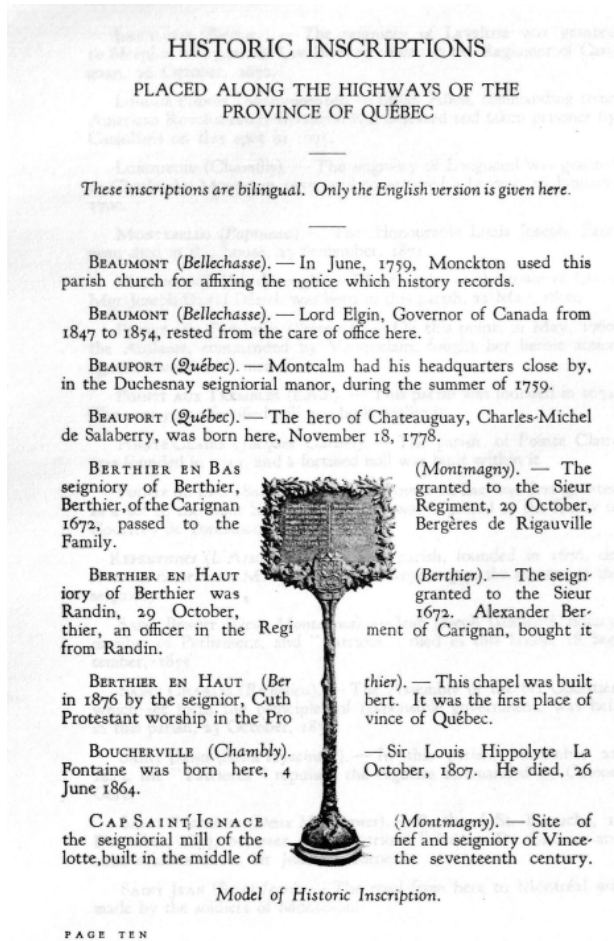 HISTORIC INSCRIPTIONS
PLACED ALONG THE HIGHWAYS OF THE
PROVINCE OF QUÉBEC
These inscriptions are bilingual. Only the English version is given here.
BEAUMONT (Bellechasse). — In June, 1759, Monckton used this
parish church for affixing the notice which history records.
BEAUMONT (Bellechasse). — Lord Elgin, Governor of Canada from
1847 to 1854, rested from the care of office here.
BEAUPORT (Québec). — Montcalm had his headquarters close by,
in the Duchesnay seigniorial manor, during the summer of 1759.
BEAUPORT (Québec). — The hero of Chateauguay, Charles-Michel
de Salaberry, was born here, November 18, 1778,
BERTHIER EN BAS (Montmagny). — The
seigniory of Berthier, granted to the Sieur
Berthier, of the Carignan Regiment, 29 October,
1672, passed to the Bergères de Rigauville
Family.
BERTHIER EN HAUT (Berthier). — The seign-
iory of Berthier was granted to the Sieur
Randin, 29 October, 1672. Alexander Ber-
thier, an officer in the Regi ment of Carignan, bought it
from Randin.
BERTHIER EN HAUT (Ber thier). — This chapel was built
in 1876 by the seignior, Cuth bert. It was the first place of
Protestant worship in the Pro vince of Québec.
BOUCHERVILLE (Chambly). — Sir Louis Hippolyte La
Fontaine was born here, 4 October, 1807. He died, 26
June 1864.
CAP SAINT IGNACE (Montmagny). — Site of
the seigniorial mill of the fief and seigniory of Vince-
lotte, built in the middle of the seventeenth century.
Model of Historic Inscription.
PAGE TEN